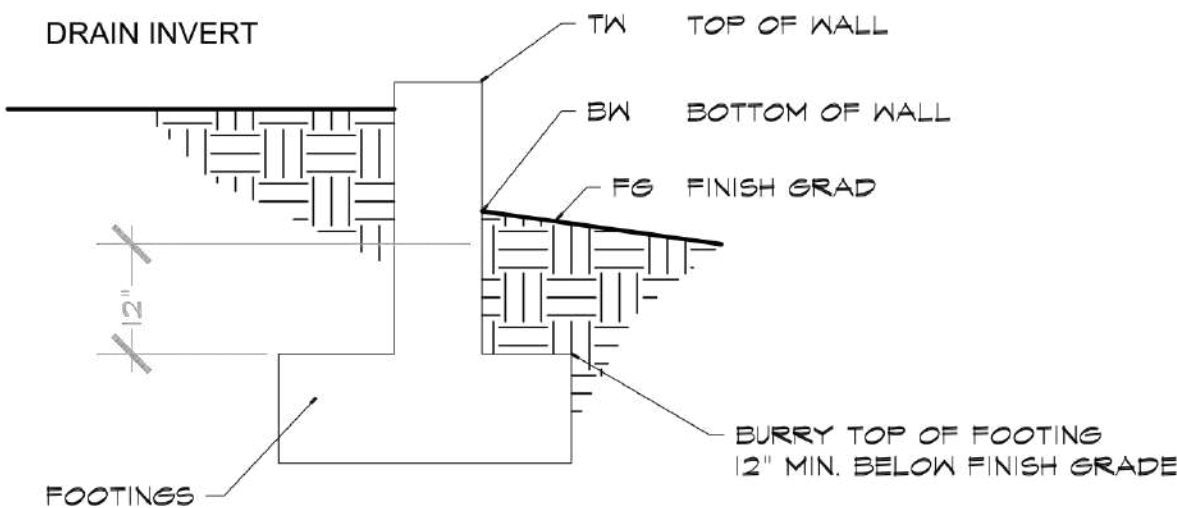 DRAIN INVERT
TW TOP OF WALL
BW BOTTOM OF WALL
FG FINISH GRAD
12"
BURRY TOP OF FOOTING
12" MIN. BELOW FINISH GRADE
FOOTINGS